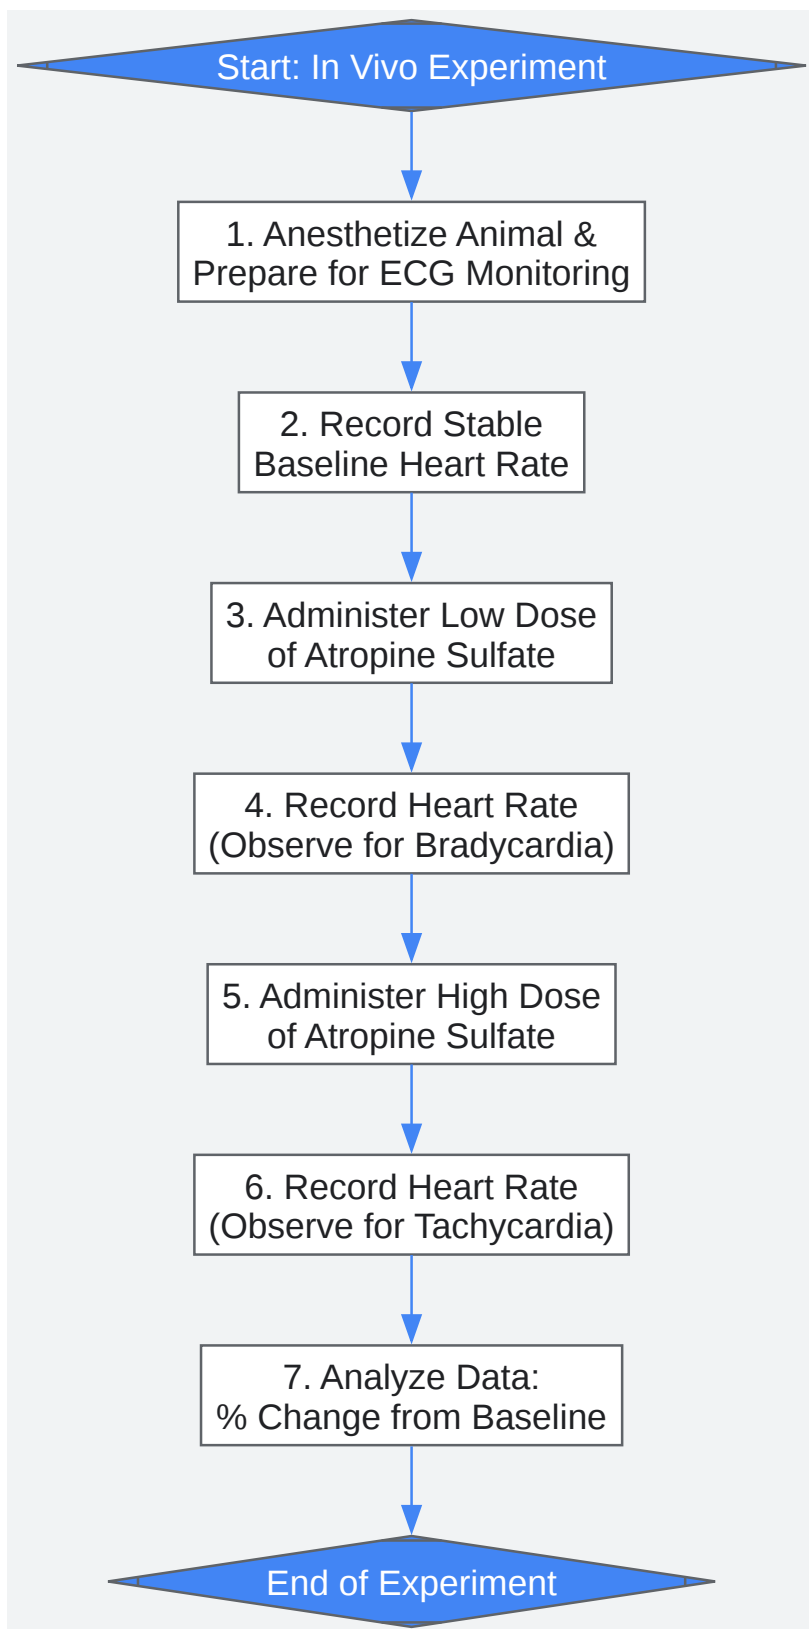 Start: In Vivo Experiment
1. Anesthetize Animal &
Prepare for ECG Monitoring
2. Record Stable
Baseline Heart Rate
3. Administer Low Dose
of Atropine Sulfate
4. Record Heart Rate
(Observe for Bradycardia)
5. Administer High Dose
of Atropine Sulfate
6. Record Heart Rate
(Observe for Tachycardia)
7. Analyze Data:
% Change from Baseline
End of Experiment